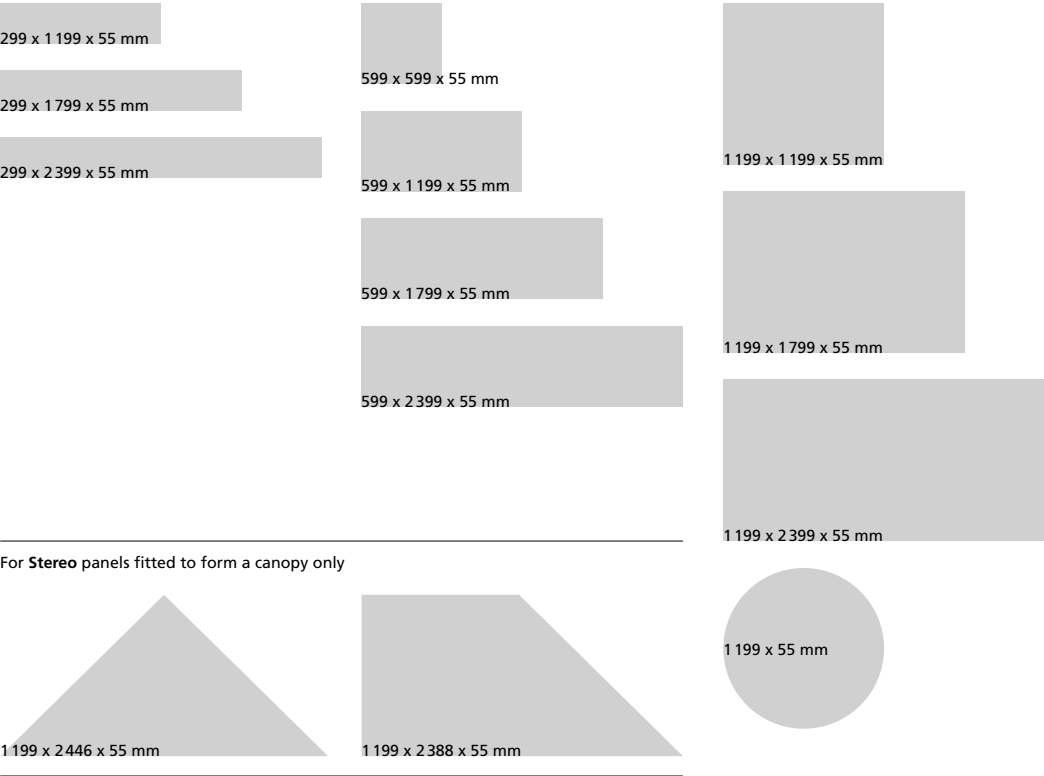 299 x 1 199 x 55 mm
299 x 1 799 x 55 mm
299 x 2 399 x 55 mm
599 x 599 x 55 mm
599 x 1 199 x 55 mm
599 x 1 799 x 55 mm
599 x 2 399 x 55 mm
1 199 x 1 199 x 55 mm
1 199 x 1 799 x 55 mm
1 199 x 2 399 x 55 mm
1 199 x 55 mm
For Stereo panels fitted to form a canopy only
1 199 x 2 446 x 55 mm
1 199 x 2 388 x 55 mm